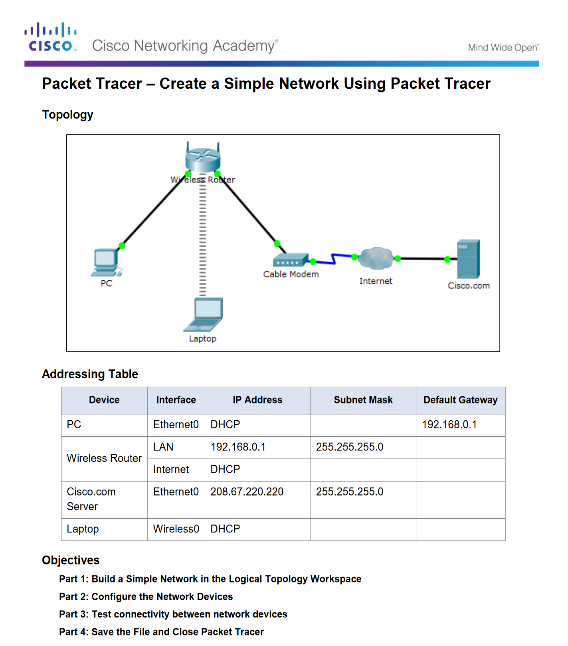 CISCO. Cisco Networking Academy® Mind Wide Open®
Packet Tracer – Create a Simple Network Using Packet Tracer
Topology
Wireless Router
PC
Cable Modem
Internet
Cisco.com
Laptop
Addressing Table
Device Interface IP Address Subnet Mask Default Gateway
PC Ethernet0 DHCP 192.168.0.1
Wireless Router
LAN 192.168.0.1 255.255.255.0
Internet DHCP
Cisco.com Ethernet0 208.67.220.220 255.255.255.0
Server
Laptop Wireless0 DHCP
Objectives
Part 1: Build a Simple Network in the Logical Topology Workspace
Part 2: Configure the Network Devices
Part 3: Test connectivity between network devices
Part 4: Save the File and Close Packet Tracer